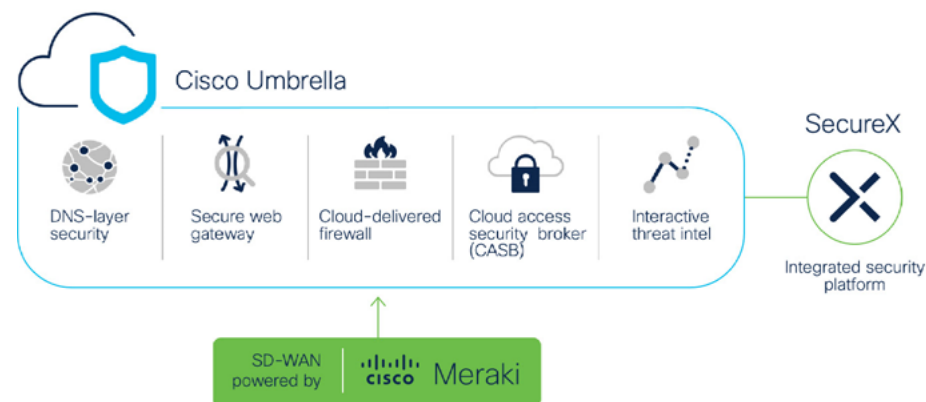 Cisco Umbrella
SecureX
DNS-layer
security
Secure web
gateway
Cloud-delivered
firewall
Cloud access
security broker
(CASB)
Interactive
threat intel
Integrated security
platform
SD-WAN
powered by
CISCO
Meraki